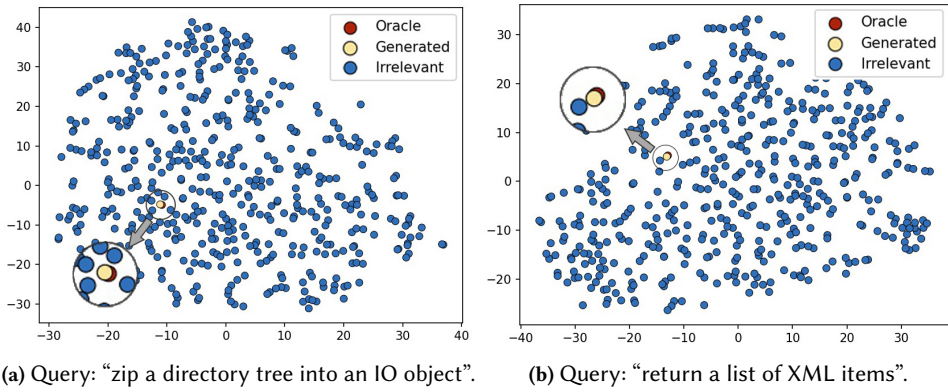 40
30
20
10
0
−10
−20
−30
−30 −20 −10 0 10 20 30 40
Oracle
Generated
Irrelevant
30
20
10
0
−10
−20
−40 −30 −20 −10 0 10 20 30
Oracle
Generated
Irrelevant
(a) Query: “zip a directory tree into an IO object”.
(b) Query: “return a list of XML items”.